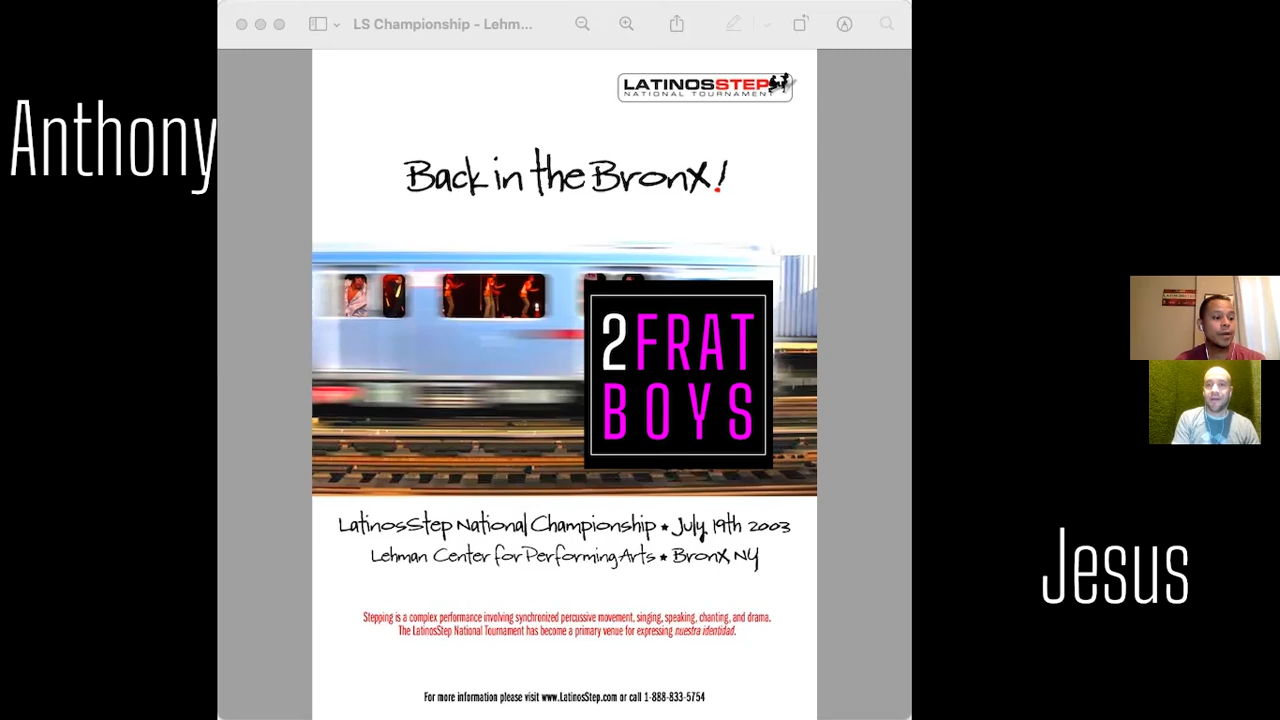 LS Championship - Lehm...
LATINOSSTEP
NATIONAL TOURNAMENT
Anthony
Back in the Bronx!
2FRAT
BOYS
LatinosStep National Championship ★ July 19th 2003
Lehman Center for Performing Arts ★ Bronx, NY
Jesus
Stepping is a complex performance involving synchronized percussive movement, singing, speaking, chanting, and drama.
The LatinosStep National Tournament has become a primary venue for expressing nuestra identidad.
For more information please visit www.LatinosStep.com or call 1-888-833-5754